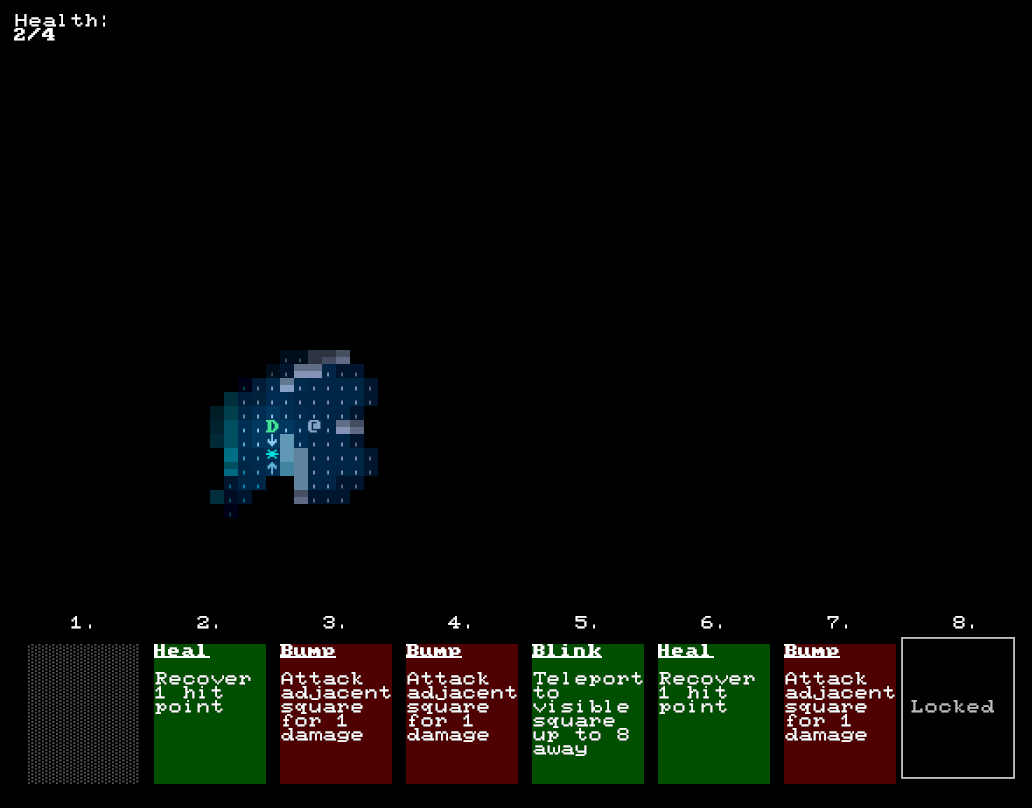 Health:
2/4
D @
1. 2. 3. 4. 5. 6. 7. 8.
Heal
Recover
1 hit
point
Bump
Attack
adjacent
square
for 1
damage
Bump
Attack
adjacent
square
for 1
damage
Blink
Teleport
to
visible
square
up to 8
away
Heal
Recover
1 hit
point
Bump
Attack
adjacent
square
for 1
damage
Locked